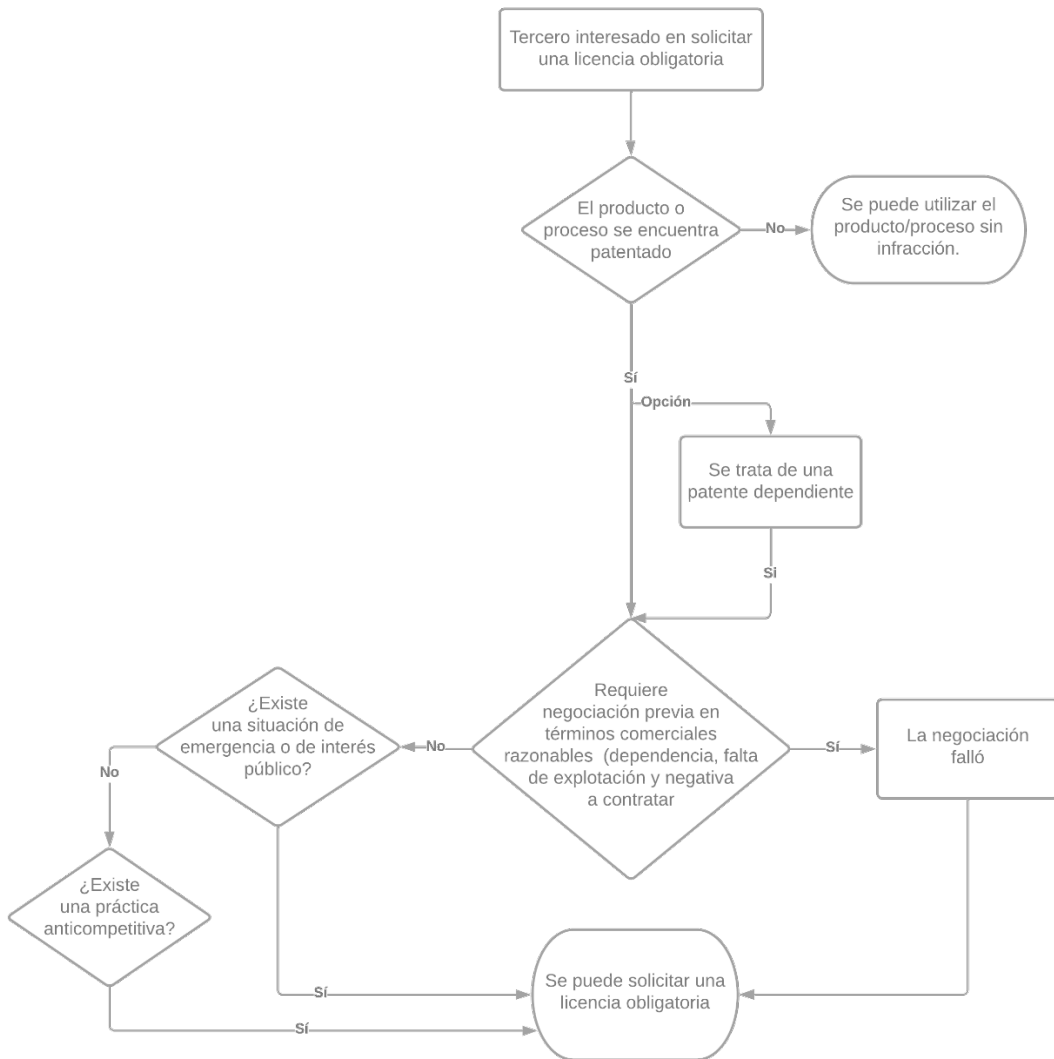 Tercero interesado en solicitar
una licencia obligatoria
El producto o
proceso se encuentra
patentado
No
Se puede utilizar el
producto/proceso sin
infracción.
Sí
Opción
Se trata de una
patente dependiente
Si
Requiere
negociación previa en
términos comerciales
razonables  (dependencia, falta
de explotación y negativa
a contratar
No
Sí
¿Existe
una situación de
emergencia o de interés
público?
La negociación
falló
No
¿Existe
una práctica
anticompetitiva?
Se puede solicitar una
licencia obligatoria
Sí
Sí